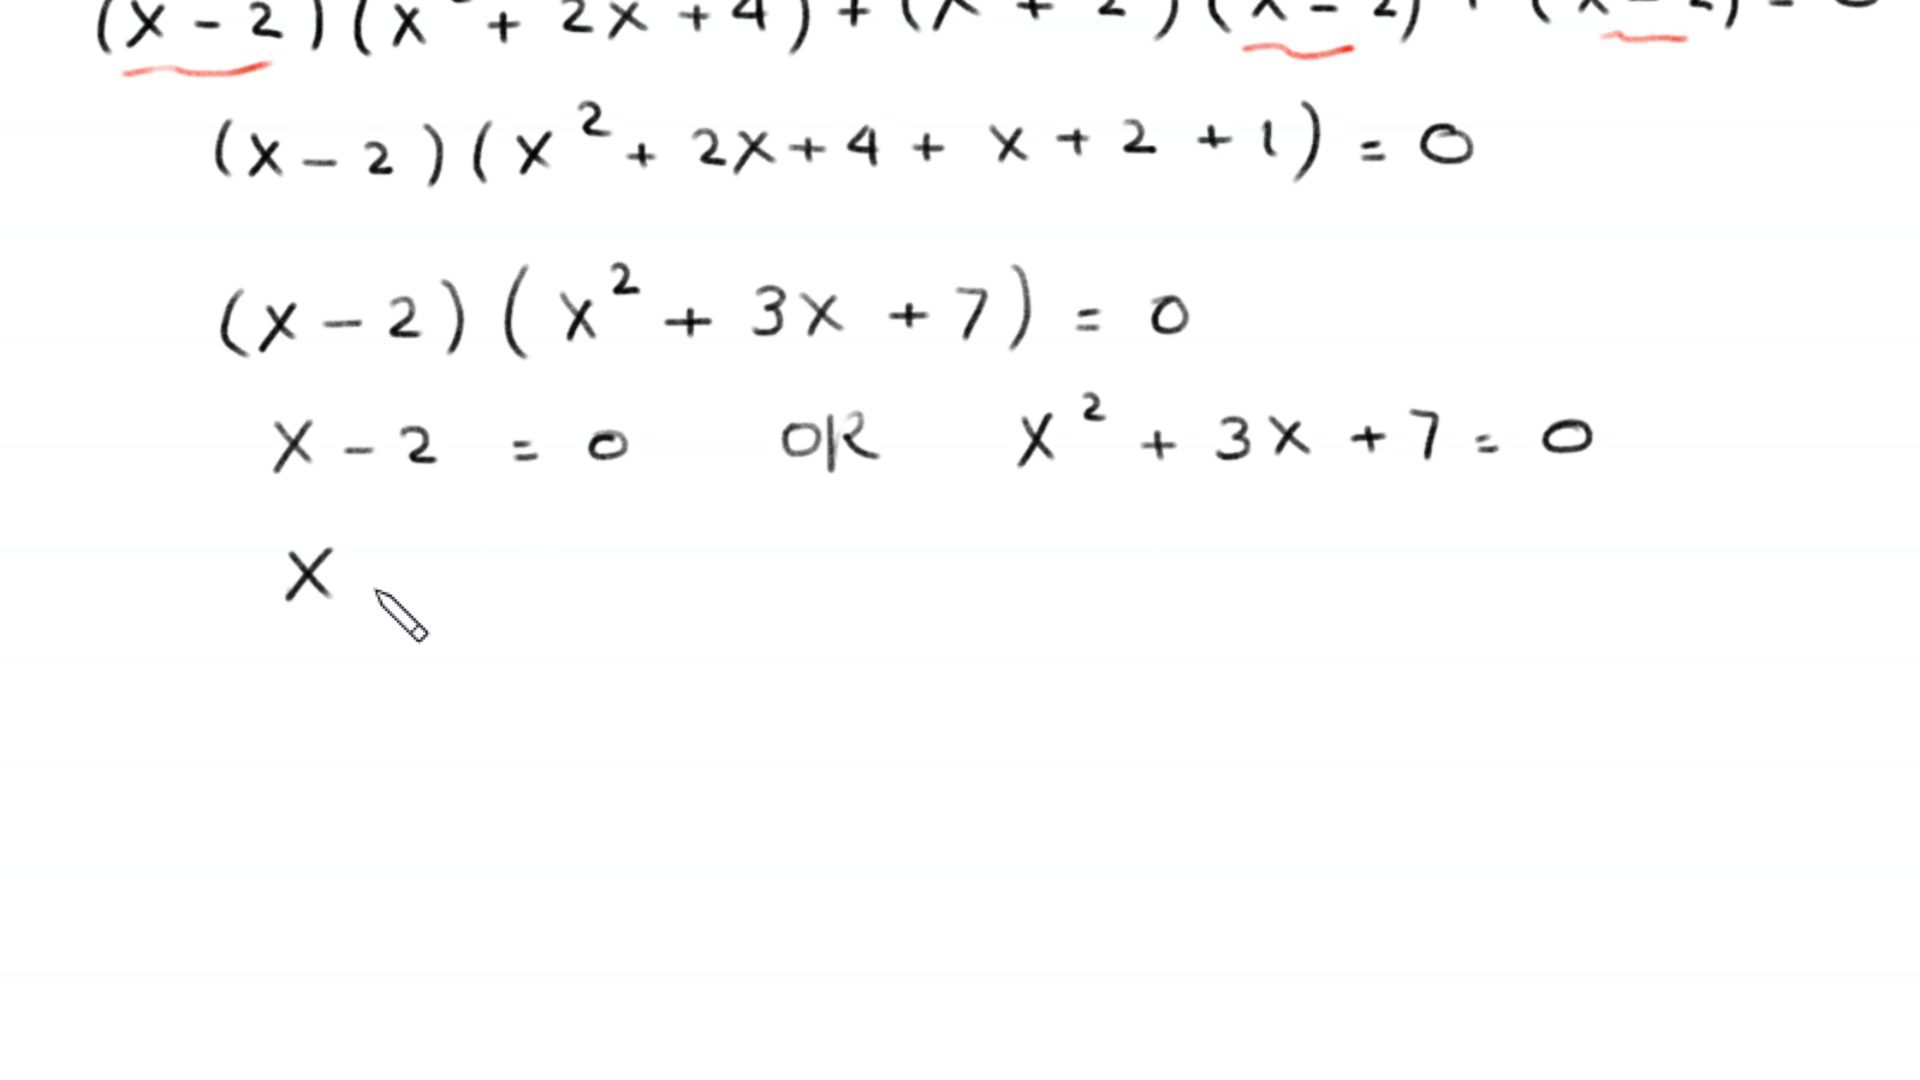 (x - 2)(x² + 2x + 4) + (x + 2)(x - 2) + (x - 2) = 0
(x - 2)(x² + 2x + 4 + x + 2 + 1) = 0
(x - 2)(x² + 3x + 7) = 0
x - 2 = 0 OR x² + 3x + 7 = 0
x